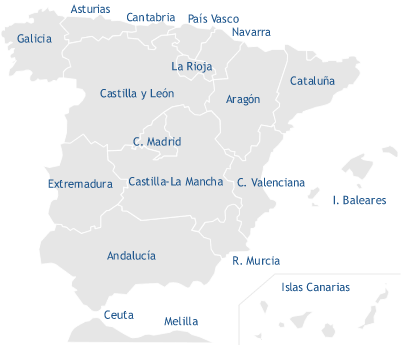 Asturias
Cantabria
País Vasco
Navarra
Galicia
La Rioja
Cataluña
Castilla y León
Aragón
C. Madrid
Extremadura
Castilla-La Mancha
C. Valenciana
I. Baleares
Andalucía
R. Murcia
Islas Canarias
Ceuta
Melilla